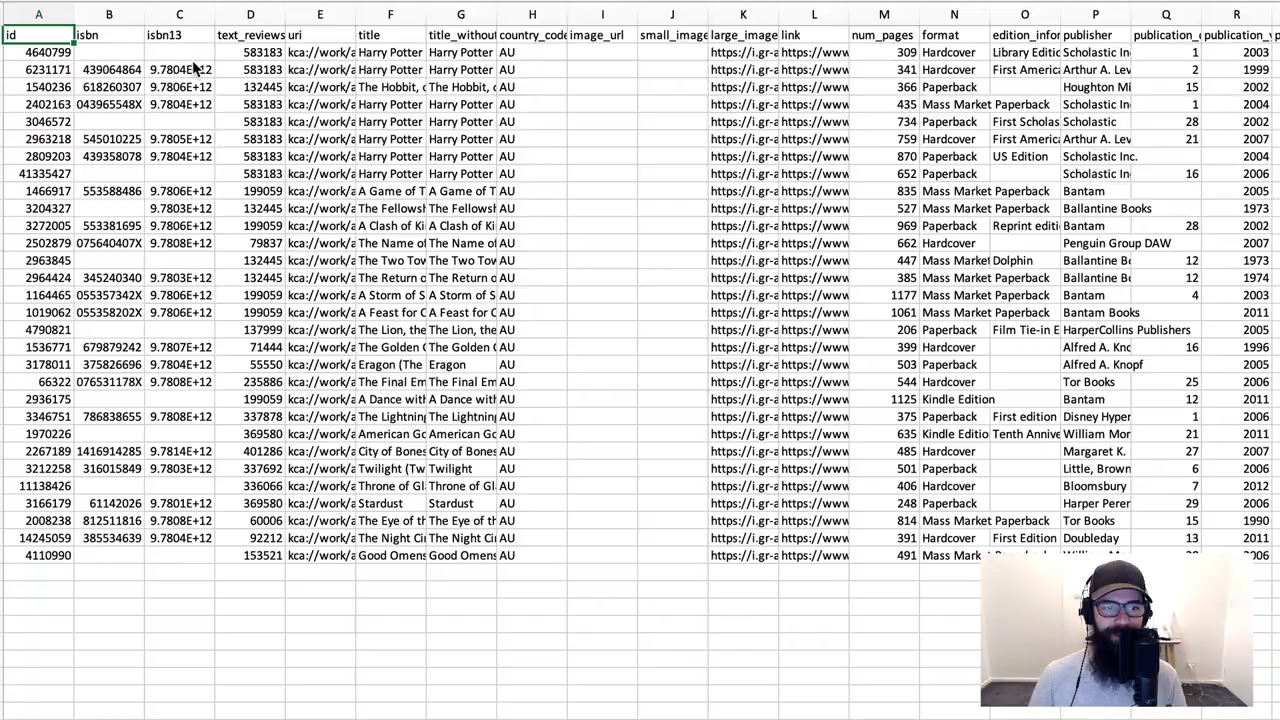 A B C D E F G H I J K L M N O P Q R
id isbn isbn13 text_reviews uri title title_without country_code image_url small_image large_image link num_pages format edition_infor publisher publication_ publication_
4640799 583183 kca://work/a Harry Potter Harry Potter AU https://i.gr-a https://www 309 Hardcover Library Editic Scholastic In 1 2003
6231171 439064864 9.7804E+12 583183 kca://work/a Harry Potter Harry Potter AU https://i.gr-a https://www 341 Hardcover First America Arthur A. Lev 2 1999
1540236 618260307 9.7806E+12 132445 kca://work/a The Hobbit, The Hobbit, AU https://i.gr-a https://www 366 Paperback Houghton Mi 15 2002
2402163 043965548X 9.7804E+12 583183 kca://work/a Harry Potter Harry Potter AU https://i.gr-a https://www 435 Mass Market Paperback Scholastic In 1 2004
3046572 583183 kca://work/a Harry Potter Harry Potter AU https://i.gr-a https://www 734 Paperback First Scholas Scholastic 28 2002
2963218 545010225 9.7805E+12 583183 kca://work/a Harry Potter Harry Potter AU https://i.gr-a https://www 759 Hardcover First America Arthur A. Lev 21 2007
2809203 439358078 9.7804E+12 583183 kca://work/a Harry Potter Harry Potter AU https://i.gr-a https://www 870 Paperback US Edition Scholastic Inc. 2004
41335427 583183 kca://work/a Harry Potter Harry Potter AU https://i.gr-a https://www 652 Paperback Scholastic In 16 2006
1466917 553588486 9.7806E+12 199059 kca://work/a A Game of T A Game of T AU https://i.gr-a https://www 835 Mass Market Paperback Bantam 2005
3204327 9.7803E+12 132445 kca://work/a The Fellowsh The Fellowsh AU https://i.gr-a https://www 527 Mass Market Paperback Ballantine Books 1973
3272005 553381695 9.7806E+12 199059 kca://work/a A Clash of Ki A Clash of Ki AU https://i.gr-a https://www 969 Paperback Reprint editi Bantam 28 2002
2502879 075640407X 9.7808E+12 79837 kca://work/a The Name of The Name of AU https://i.gr-a https://www 662 Hardcover Penguin Group DAW 2007
2963845 132445 kca://work/a The Two Tow The Two Tow AU https://i.gr-a https://www 447 Mass Market Dolphin Ballantine Bo 12 1973
2964424 345240340 9.7803E+12 132445 kca://work/a The Return o The Return o AU https://i.gr-a https://www 385 Mass Market Paperback Ballantine Bo 12 1974
1164465 055357342X 9.7806E+12 199059 kca://work/a A Storm of S A Storm of S AU https://i.gr-a https://www 1177 Mass Market Paperback Bantam 4 2003
1019062 055358202X 9.7806E+12 199059 kca://work/a A Feast for C A Feast for C AU https://i.gr-a https://www 1061 Mass Market Paperback Bantam Books 2011
4790821 137999 kca://work/a The Lion, the The Lion, the AU https://i.gr-a https://www 206 Paperback Film Tie-in E HarperCollins Publishers 2005
1536771 679879242 9.7807E+12 71444 kca://work/a The Golden The Golden AU https://i.gr-a https://www 399 Hardcover Alfred A. Kno 16 1996
3178011 375826696 9.7804E+12 55550 kca://work/a Eragon (The Eragon AU https://i.gr-a https://www 503 Paperback Alfred A. Knopf 2005
66322 076531178X 9.7808E+12 235886 kca://work/a The Final Em The Final Em AU https://i.gr-a https://www 544 Hardcover Tor Books 25 2006
2936175 199059 kca://work/a A Dance with A Dance with AU https://i.gr-a https://www 1125 Kindle Edition Bantam 12 2011
3346751 786838655 9.7808E+12 337878 kca://work/a The Lightning The Lightning AU https://i.gr-a https://www 375 Paperback First edition Disney Hyper 1 2006
1970226 369580 kca://work/a American Go American Go AU https://i.gr-a https://www 635 Kindle Editio Tenth Annive William Mor 21 2011
2267189 1416914285 9.7814E+12 401286 kca://work/a City of Bones City of Bones AU https://i.gr-a https://www 485 Hardcover Margaret K. 27 2007
3212258 316015849 9.7803E+12 337692 kca://work/a Twilight (Tw Twilight AU https://i.gr-a https://www 501 Paperback Little, Brown 6 2006
11138426 336066 kca://work/a Throne of Gl Throne of Gl AU https://i.gr-a https://www 406 Hardcover Bloomsbury 7 2012
3166179 61142026 9.7801E+12 369580 kca://work/a Stardust Stardust AU https://i.gr-a https://www 248 Paperback Harper Peren 29 2006
2008238 812511816 9.7808E+12 60006 kca://work/a The Eye of th The Eye of th AU https://i.gr-a https://www 814 Mass Market Paperback Tor Books 15 1990
14245059 385534639 9.7804E+12 92212 kca://work/a The Night Cir The Night Cir AU https://i.gr-a https://www 391 Hardcover First Edition Doubleday 13 2011
4110990 153521 kca://work/a Good Omens Good Omens AU https://i.gr-a https://www 491 Mass Mark